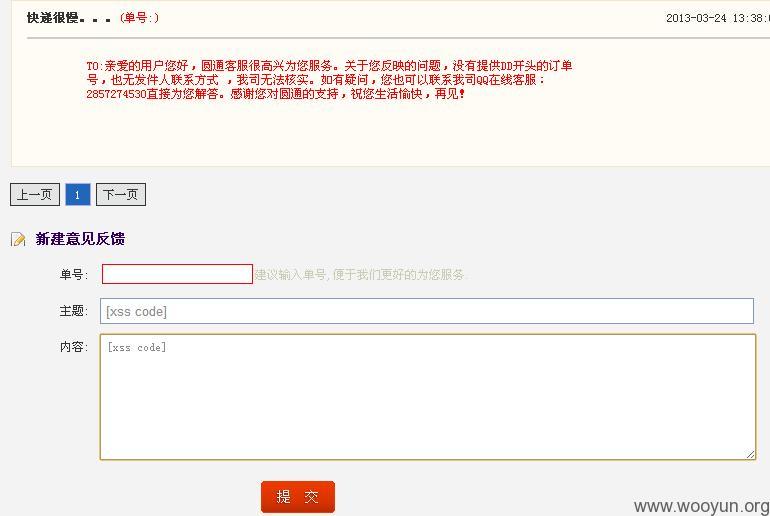 快递很慢。。。(单号:)
2013-03-24 13:38:
TO:亲爱的用户您好，圆通客服很高兴为您服务。关于您反映的问题，没有提供DD开头的订单
号，也无发件人联系方式 ，我司无法核实。如有疑问，您也可以联系我司QQ在线客服：
2857274530直接为您解答。感谢您对圆通的支持，祝您生活愉快，再见！
上一页 1 下一页
新建意见反馈
单号: 建议输入单号,便于我们更好的为您服务.
主题: [xss code]
内容: [xss code]
提 交
www.wooyun.org